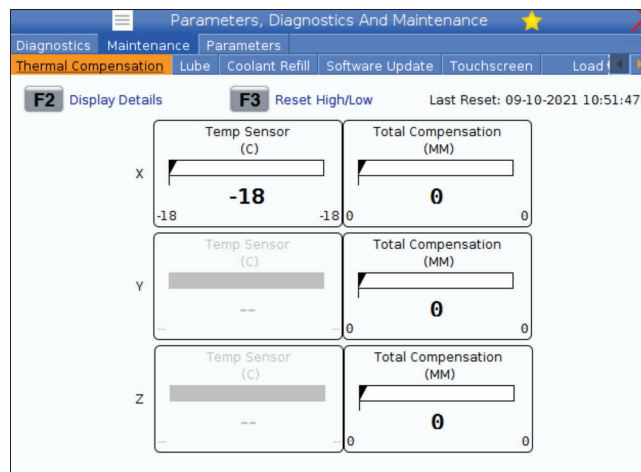 Parameters, Diagnostics And Maintenance
Diagnostics Maintenance Parameters
Thermal Compensation Lube Coolant Refill Software Update Touchscreen Load
F2 Display Details F3 Reset High/Low Last Reset: 09-10-2021 10:51:47
Temp Sensor Total Compensation
(C) (MM)
X
-18 0
-18 -18 0 0
Temp Sensor Total Compensation
(C) (MM)
Y
-- 0
-- -- 0 0
Temp Sensor Total Compensation
(C) (MM)
Z
-- 0
-- -- 0 0